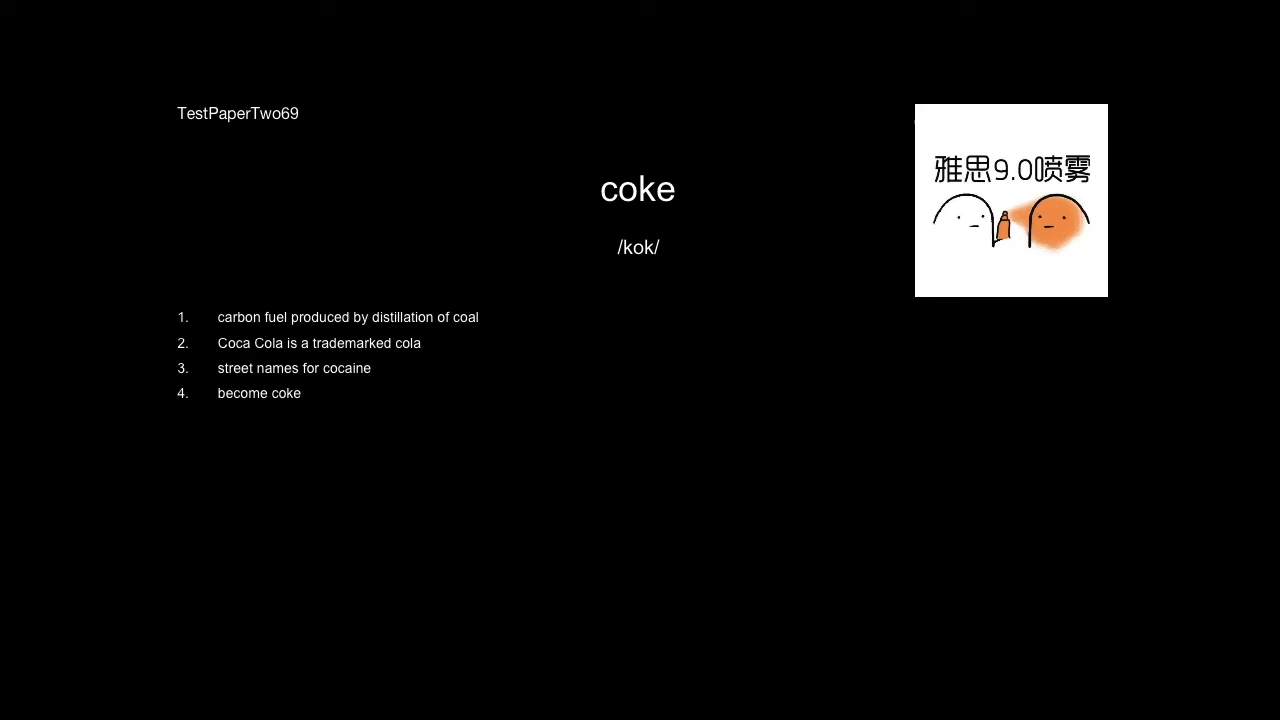 TestPaperTwo69
雅思9.0喷雾
coke
/kok/
1. carbon fuel produced by distillation of coal
2. Coca Cola is a trademarked cola
3. street names for cocaine
4. become coke